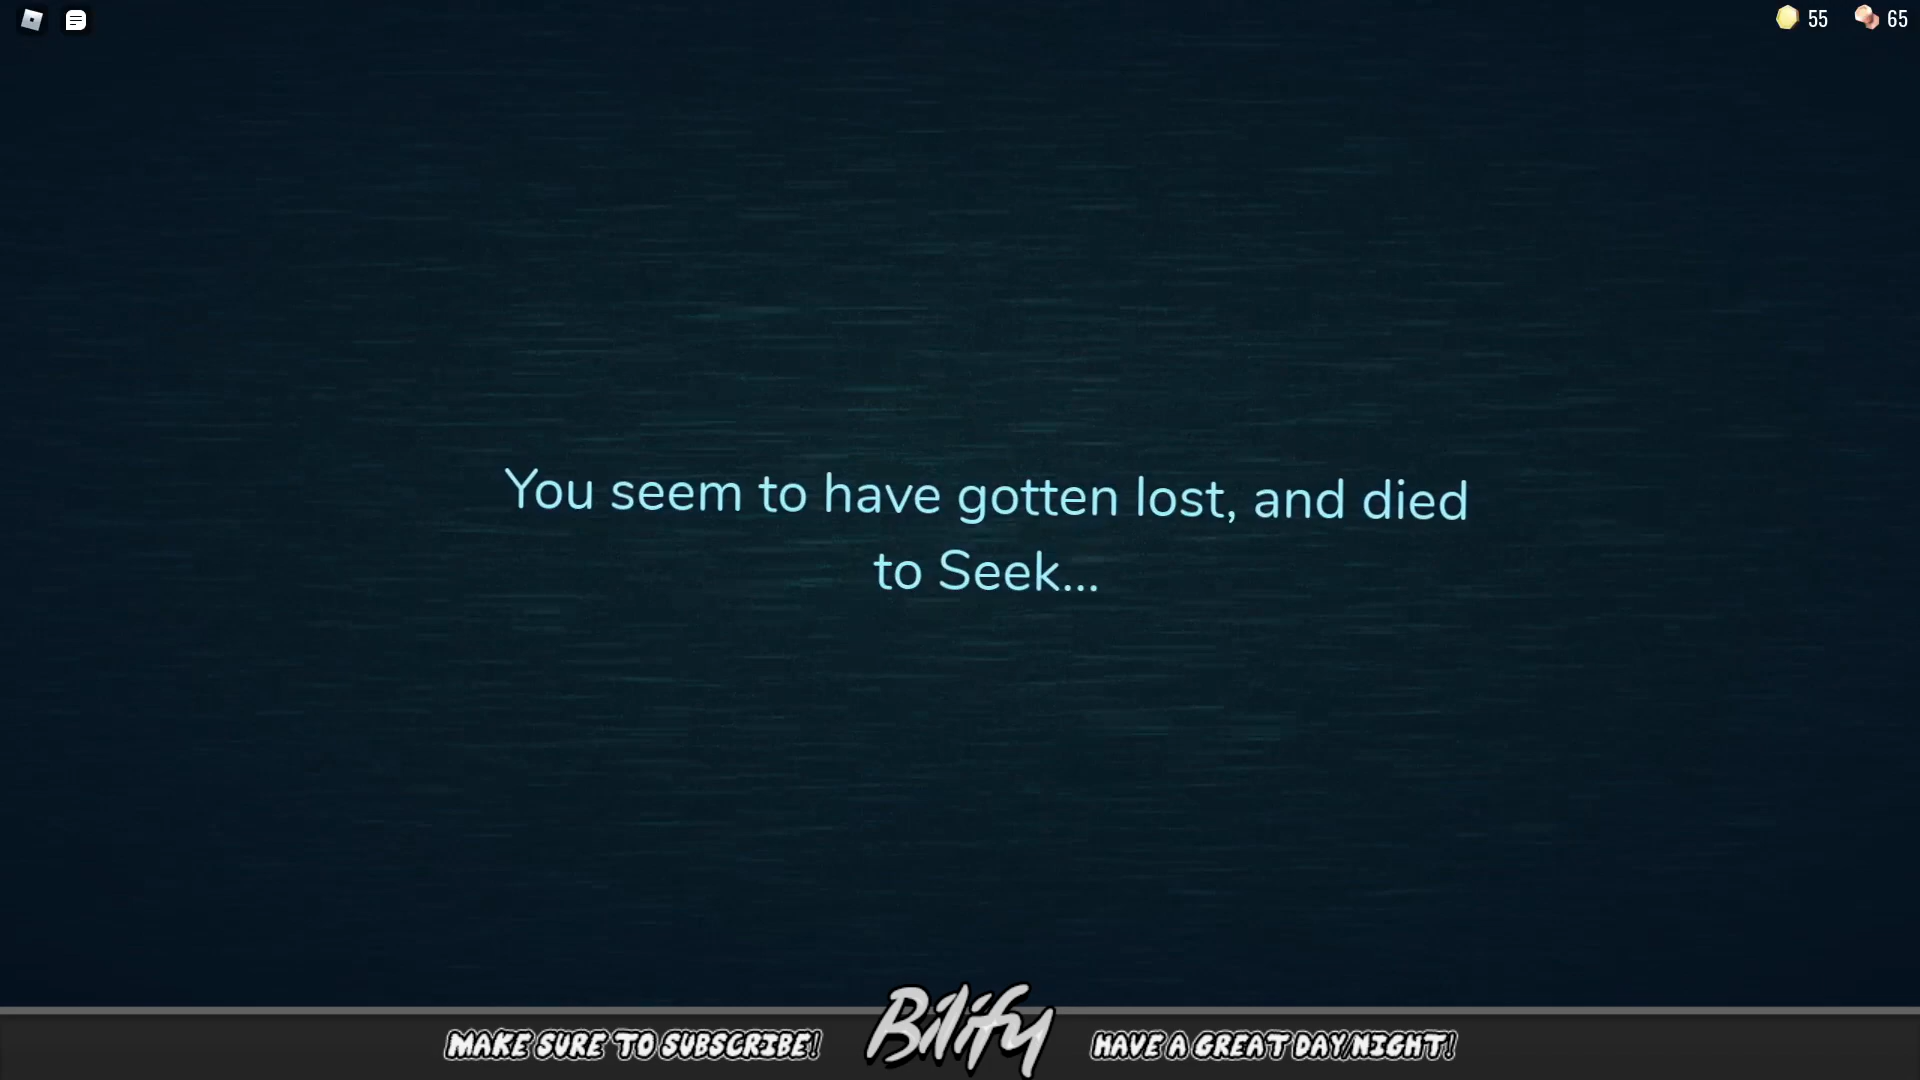 55 65
You seem to have gotten lost, and died
to Seek...
MAKE SURE TO SUBSCRIBE! Bilify HAVE A GREAT DAY/NIGHT!